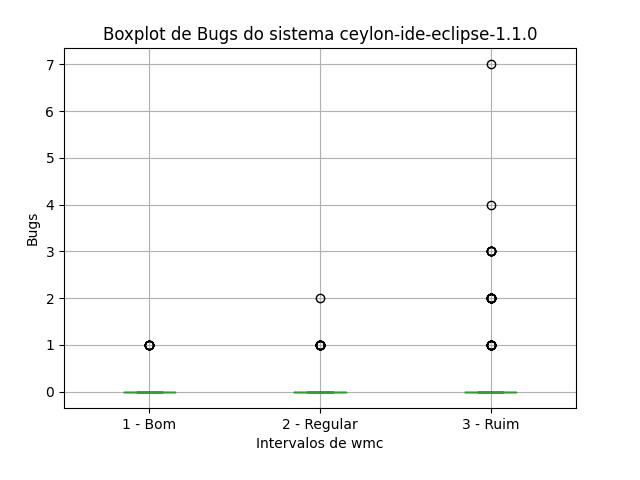 Boxplot de Bugs do sistema ceylon-ide-eclipse-1.1.0
7
6
5
4
3
2
1
0
Bugs
1 - Bom 2 - Regular 3 - Ruim
Intervalos de wmc